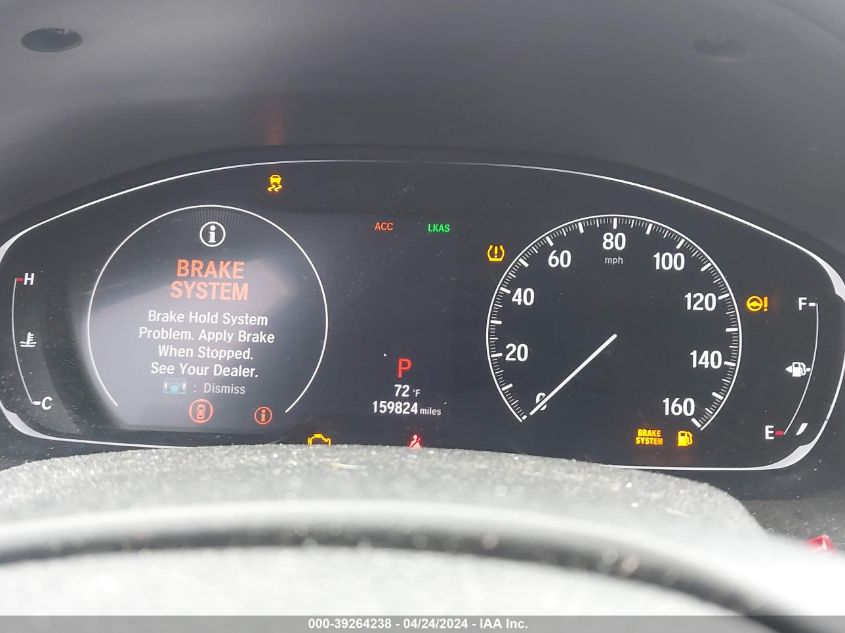 ACC LKAS
BRAKE
SYSTEM
Brake Hold System
Problem. Apply Brake
When Stopped.
See Your Dealer.
: Dismiss
H
C
P
72 °F
159824 miles
0
20
40
60
80
100
120
140
160
mph
F
E
BRAKE
SYSTEM
000-39264238 - 04/24/2024 - IAA Inc.